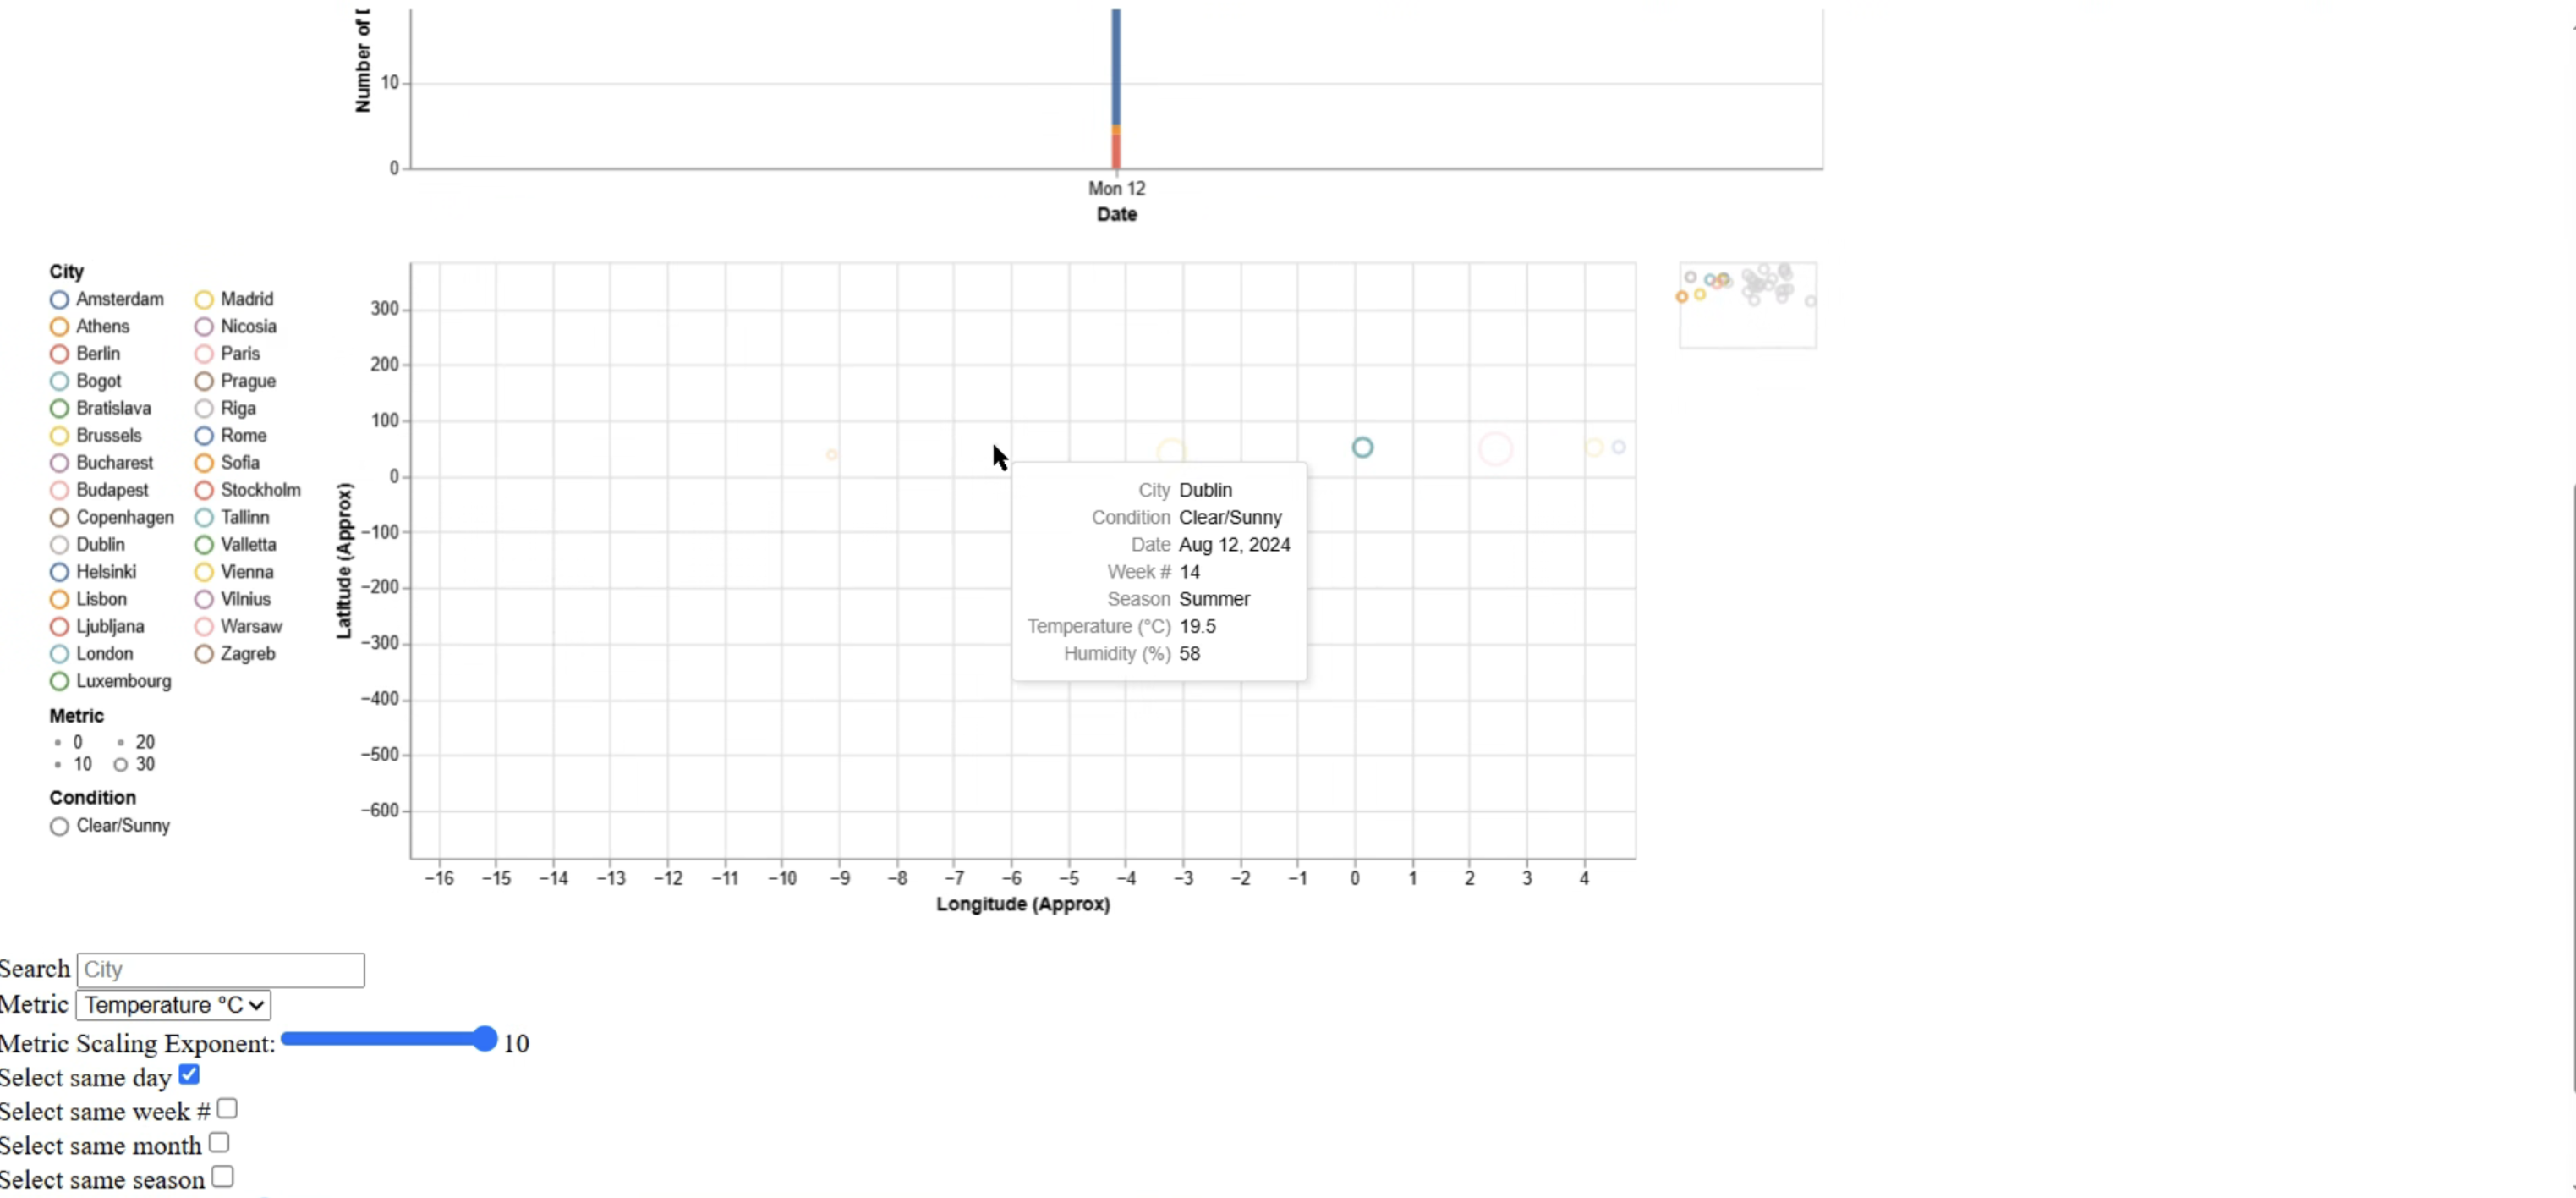 Number of
10
0
Mon 12
Date
City
Amsterdam Madrid
Athens Nicosia
Berlin Paris
Bogot Prague
Bratislava Riga
Brussels Rome
Bucharest Sofia
Budapest Stockholm
Copenhagen Tallinn
Dublin Valletta
Helsinki Vienna
Lisbon Vilnius
Ljubljana Warsaw
London Zagreb
Luxembourg
Metric
0 20
10 30
Condition
Clear/Sunny
Latitude (Approx)
300
200
100
0
−100
−200
−300
−400
−500
−600
City Dublin
Condition Clear/Sunny
Date Aug 12, 2024
Week # 14
Season Summer
Temperature (°C) 19.5
Humidity (%) 58
−16 −15 −14 −13 −12 −11 −10 −9 −8 −7 −6 −5 −4 −3 −2 −1 0 1 2 3 4
Longitude (Approx)
Search City
Metric Temperature °C
Metric Scaling Exponent: 10
Select same day
Select same week #
Select same month
Select same season